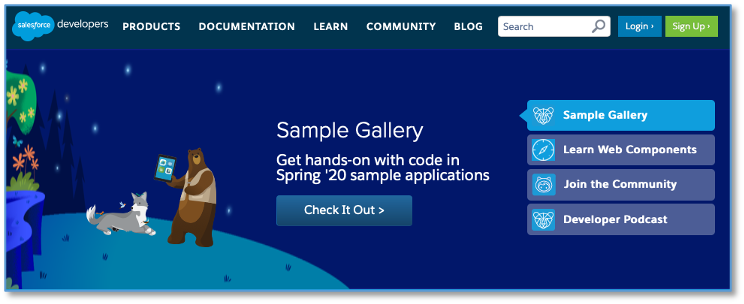 salesforce developers PRODUCTS DOCUMENTATION LEARN COMMUNITY BLOG Search Login › Sign Up ›
Sample Gallery
Get hands-on with code in
Spring '20 sample applications
Check It Out >
Sample Gallery
Learn Web Components
Join the Community
Developer Podcast